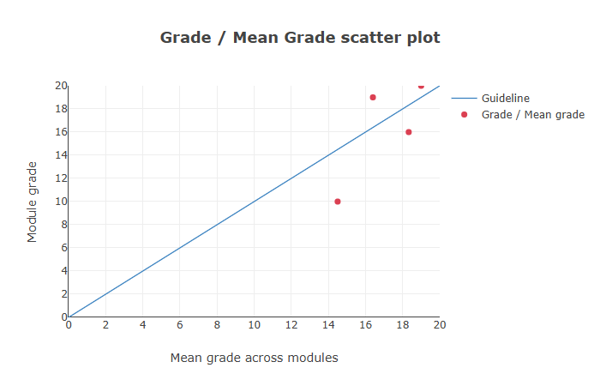 Grade / Mean Grade scatter plot
Guideline
Grade / Mean grade
Module grade
20
18
16
14
12
10
8
6
4
2
0
0 2 4 6 8 10 12 14 16 18 20
Mean grade across modules